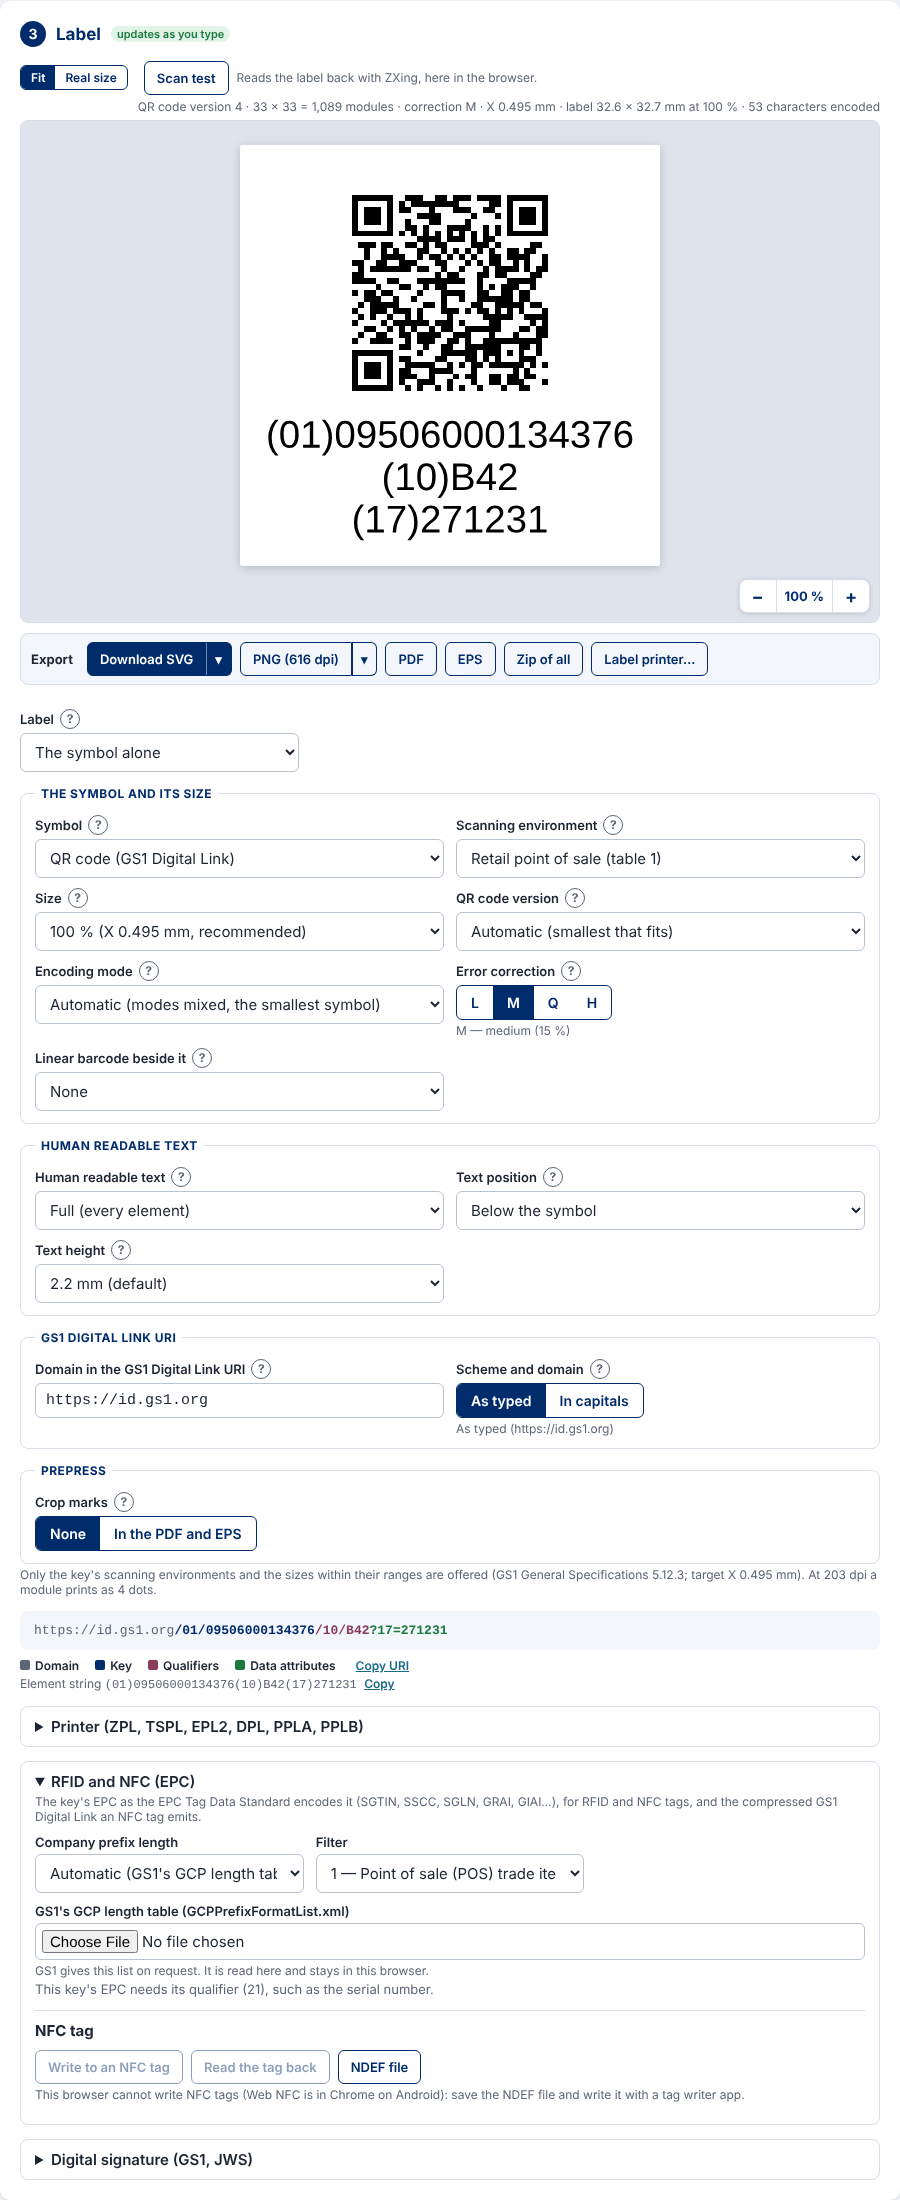 3 Label updates as you type
Fit Real size Scan test Reads the label back with ZXing, here in the browser.
QR code version 4 · 33 × 33 = 1,089 modules · correction M · X 0.495 mm · label 32.6 × 32.7 mm at 100 % · 53 characters encoded
(01)09506000134376
(10)B42
(17)271231
− 100 % +
Export Download SVG ▾ PNG (616 dpi) ▾ PDF EPS Zip of all Label printer...
Label ?
The symbol alone
THE SYMBOL AND ITS SIZE
Symbol ? Scanning environment ?
QR code (GS1 Digital Link) Retail point of sale (table 1)
Size ? QR code version ?
100 % (X 0.495 mm, recommended) Automatic (smallest that fits)
Encoding mode ? Error correction ?
Automatic (modes mixed, the smallest symbol) L M Q H
M — medium (15 %)
Linear barcode beside it ?
None
HUMAN READABLE TEXT
Human readable text ? Text position ?
Full (every element) Below the symbol
Text height ?
2.2 mm (default)
GS1 DIGITAL LINK URI
Domain in the GS1 Digital Link URI ? Scheme and domain ?
https://id.gs1.org As typed In capitals
As typed (https://id.gs1.org)
PREPRESS
Crop marks ?
None In the PDF and EPS
Only the key's scanning environments and the sizes within their ranges are offered (GS1 General Specifications 5.12.3; target X 0.495 mm). At 203 dpi a
module prints as 4 dots.
https://id.gs1.org/01/09506000134376/10/B42?17=271231
Domain Key Qualifiers Data attributes Copy URI
Element string (01)09506000134376(10)B42(17)271231 Copy
Printer (ZPL, TSPL, EPL2, DPL, PPLA, PPLB)
RFID and NFC (EPC)
The key's EPC as the EPC Tag Data Standard encodes it (SGTIN, SSCC, SGLN, GRAI, GIAI...), for RFID and NFC tags, and the compressed GS1
Digital Link an NFC tag emits.
Company prefix length Filter
Automatic (GS1's GCP length tab 1 — Point of sale (POS) trade ite
GS1's GCP length table (GCPPrefixFormatList.xml)
Choose File No file chosen
GS1 gives this list on request. It is read here and stays in this browser.
This key's EPC needs its qualifier (21), such as the serial number.
NFC tag
Write to an NFC tag Read the tag back NDEF file
This browser cannot write NFC tags (Web NFC is in Chrome on Android): save the NDEF file and write it with a tag writer app.
Digital signature (GS1, JWS)